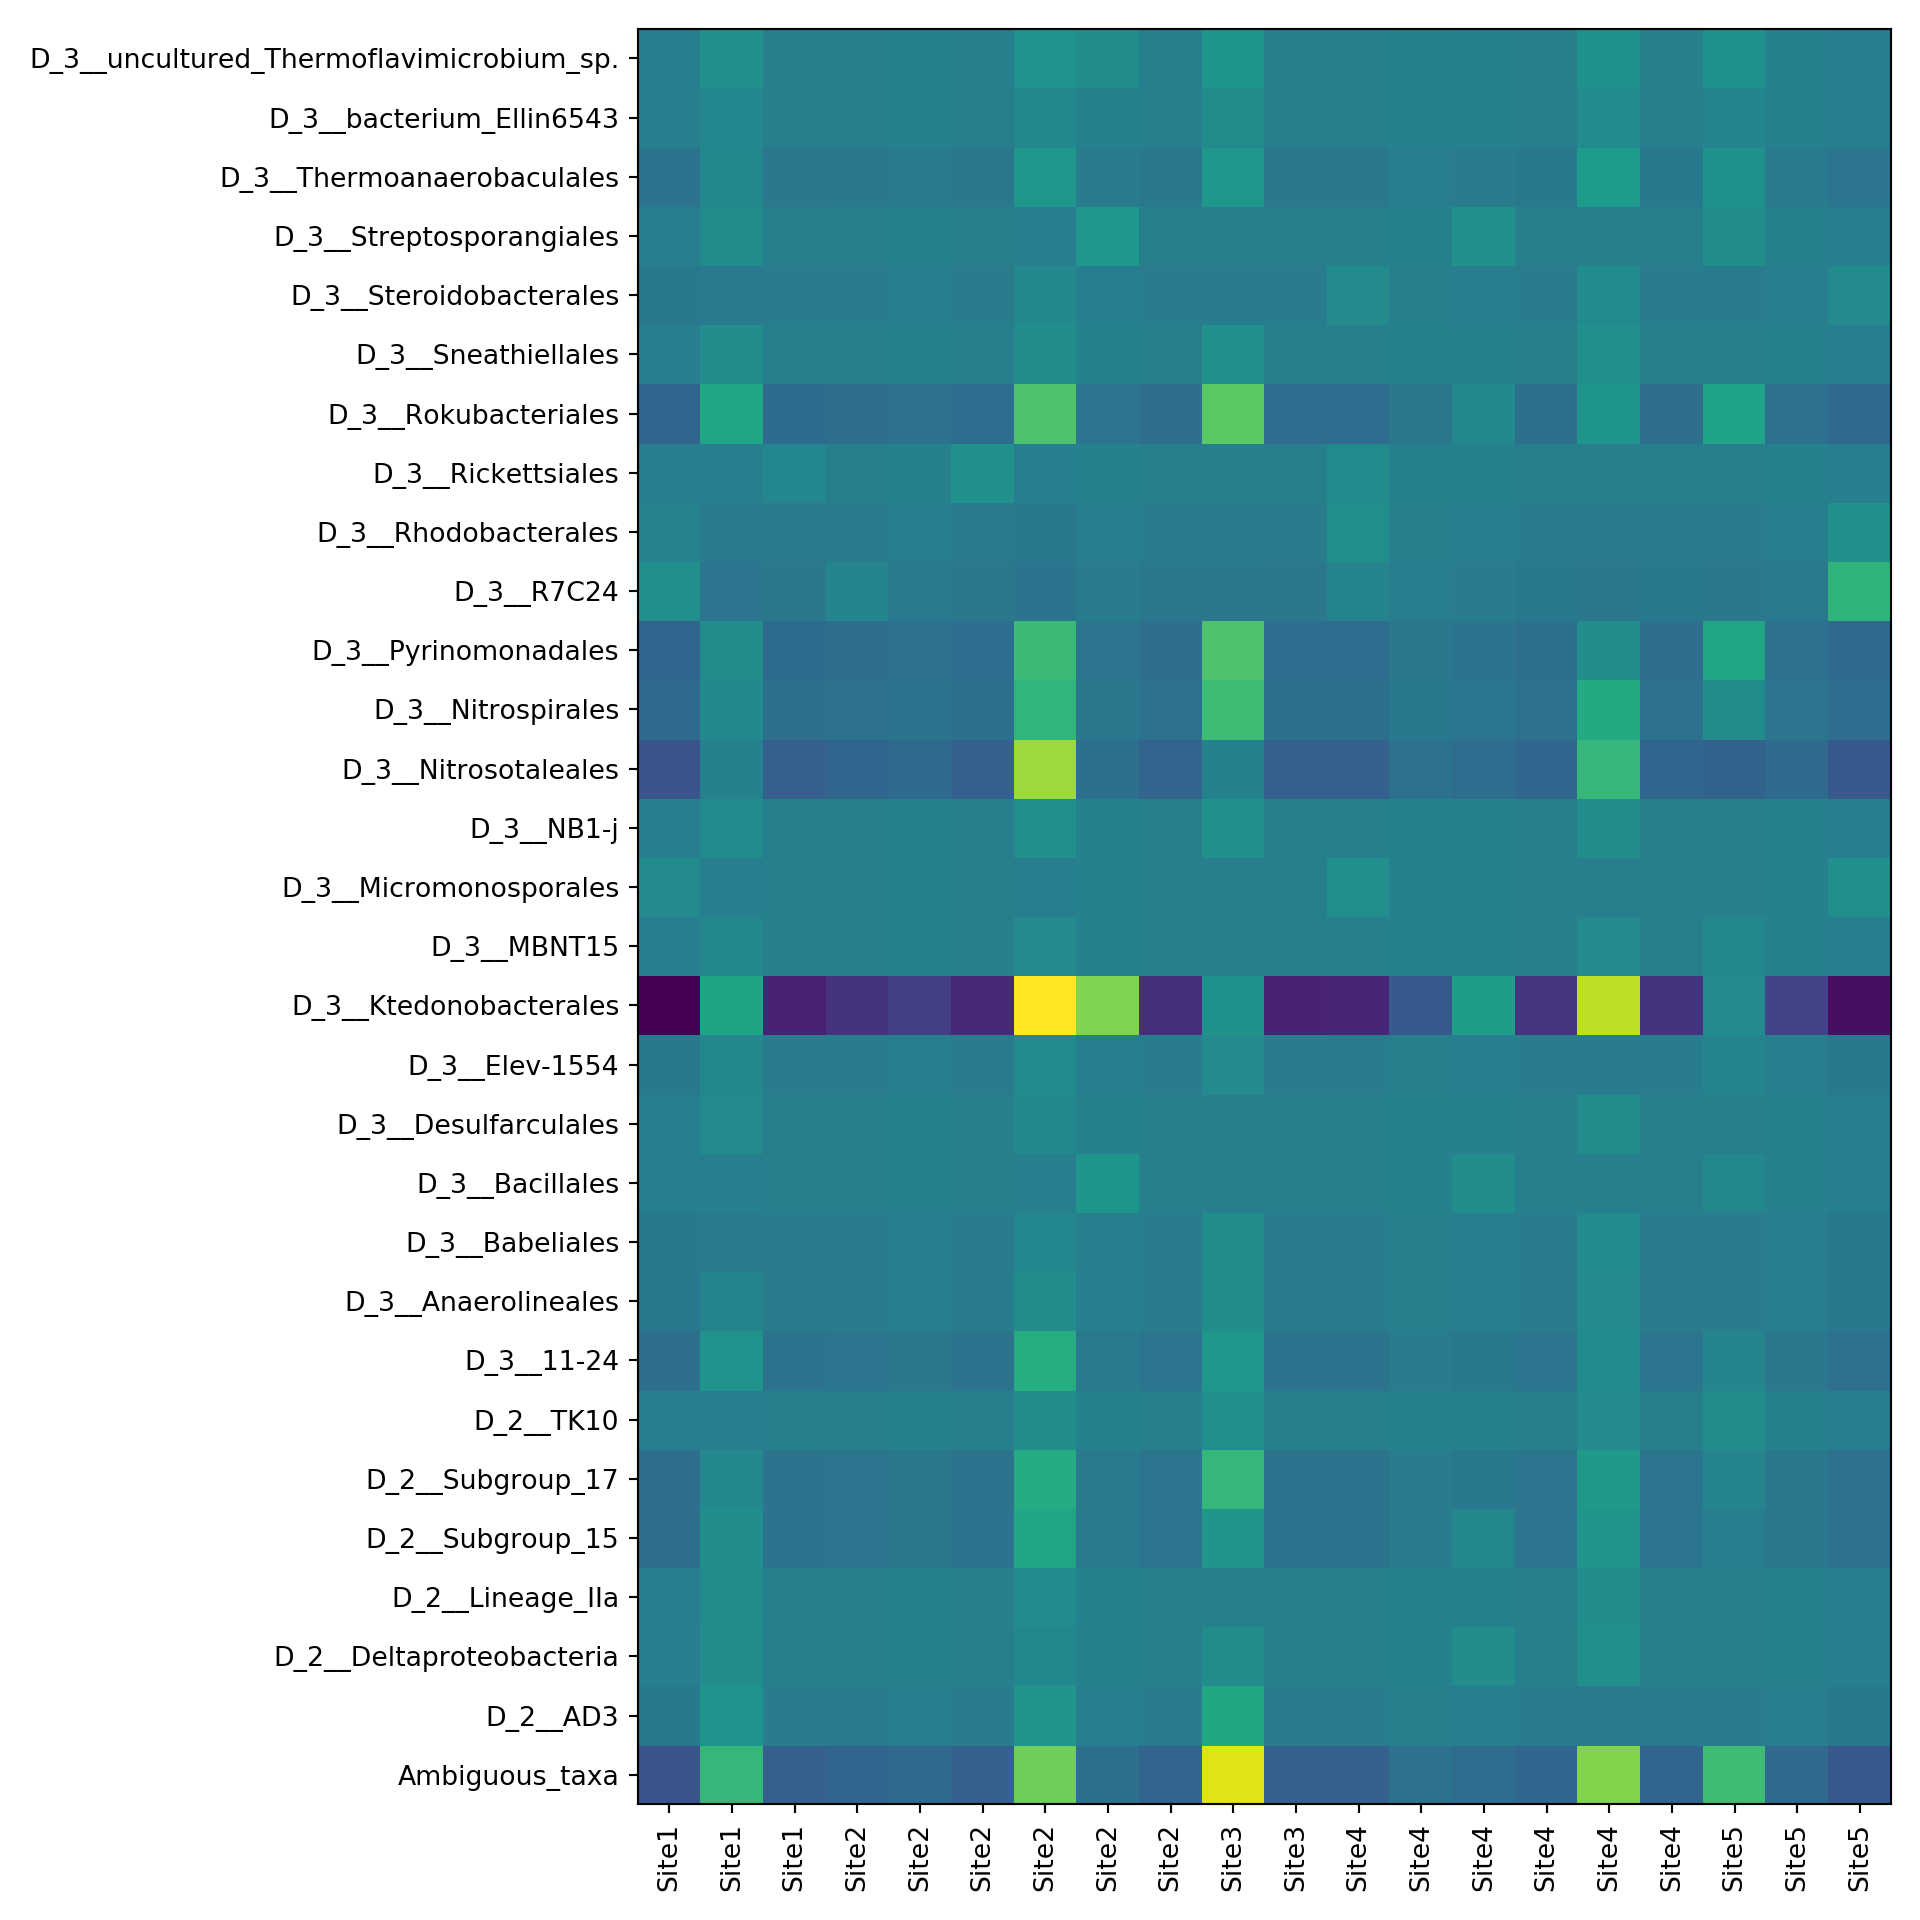 D_3__uncultured_Thermoflavimicrobium_sp.
D_3__bacterium_Ellin6543
D_3__Thermoanaerobaculales
D_3__Streptosporangiales
D_3__Steroidobacterales
D_3__Sneathiellales
D_3__Rokubacteriales
D_3__Rickettsiales
D_3__Rhodobacterales
D_3__R7C24
D_3__Pyrinomonadales
D_3__Nitrospirales
D_3__Nitrosotaleales
D_3__NB1-j
D_3__Micromonosporales
D_3__MBNT15
D_3__Ktedonobacterales
D_3__Elev-1554
D_3__Desulfarculales
D_3__Bacillales
D_3__Babeliales
D_3__Anaerolineales
D_3__11-24
D_2__TK10
D_2__Subgroup_17
D_2__Subgroup_15
D_2__Lineage_IIa
D_2__Deltaproteobacteria
D_2__AD3
Ambiguous_taxa
Site1
Site1
Site1
Site2
Site2
Site2
Site2
Site2
Site2
Site3
Site3
Site4
Site4
Site4
Site4
Site4
Site4
Site5
Site5
Site5